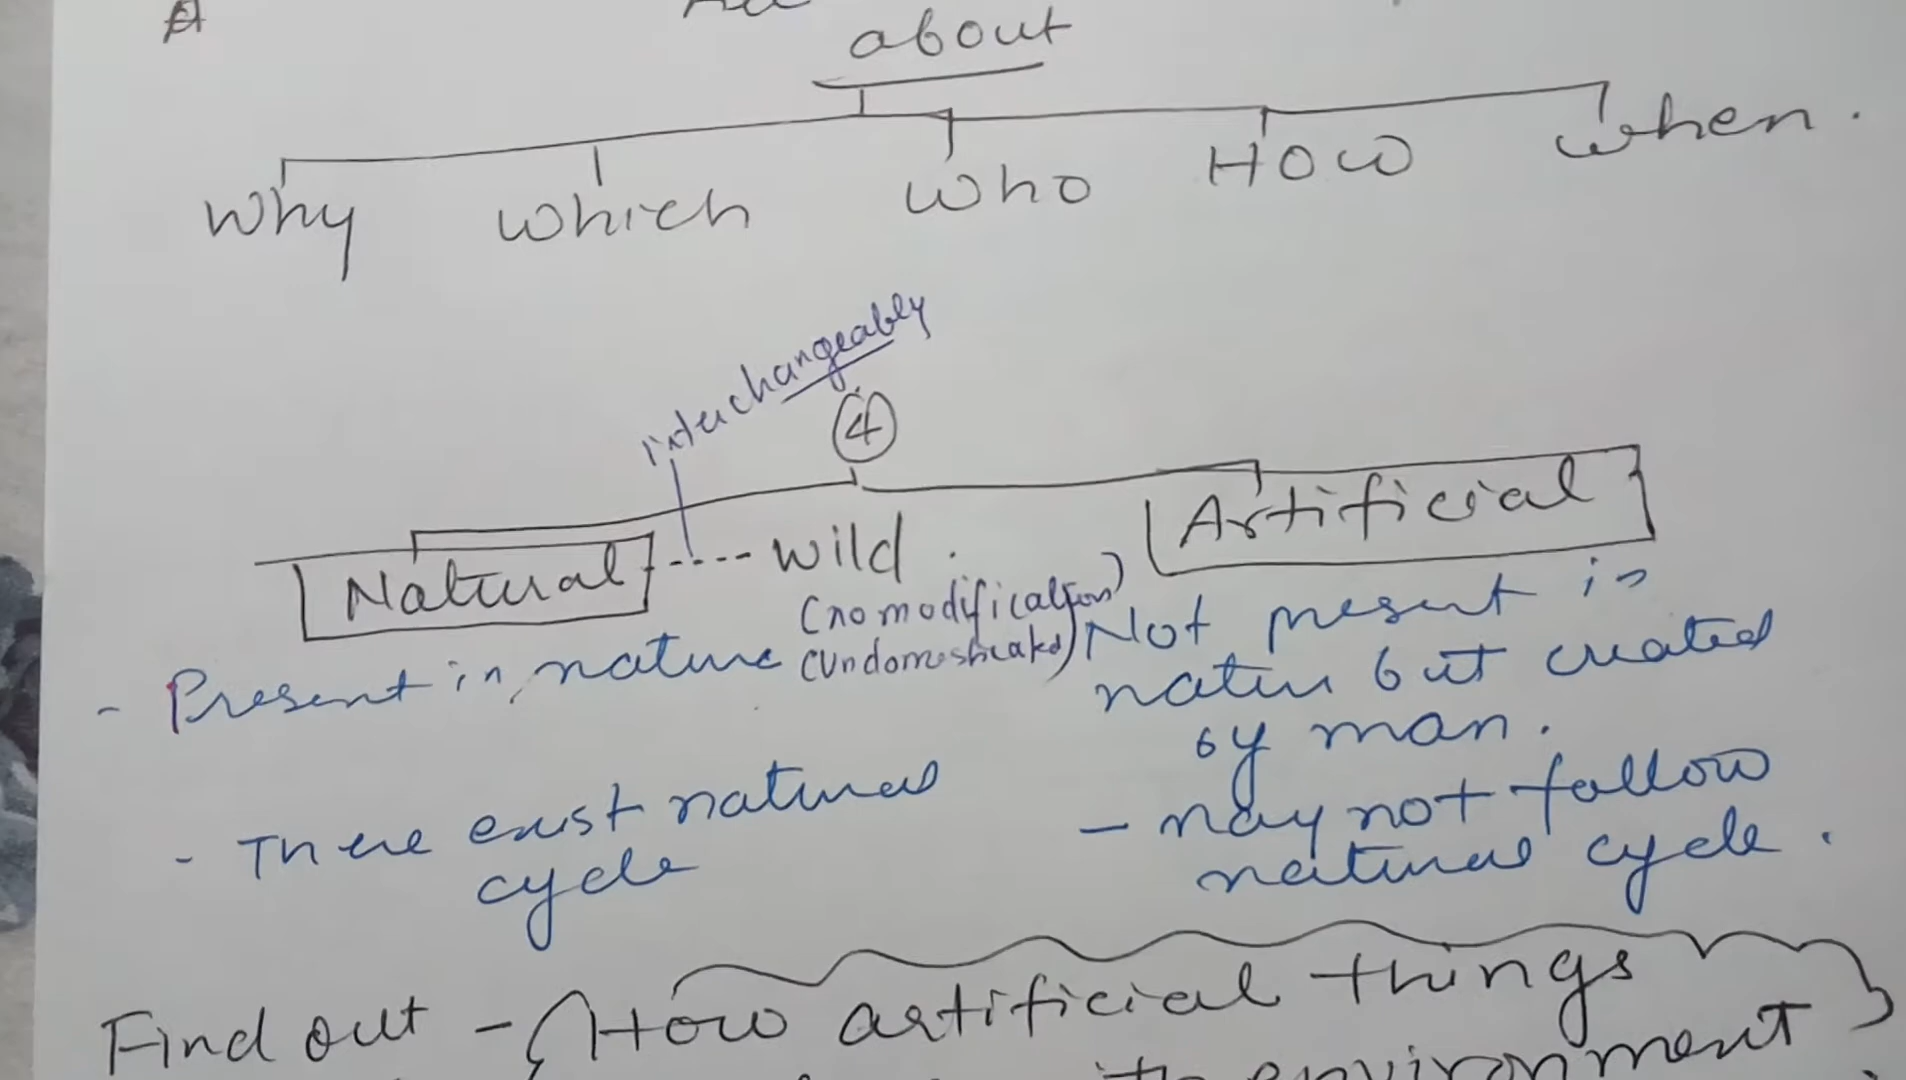 about
Why which who How when.
interchangeably
4
Natural ---- wild . Artificial
(no modification)
(undomesticated)
- Present in nature
Not present in
nature but created
by man.
- There exist natural
cycle
- may not follow
natural cycle.
Find out - How artificial things
environment